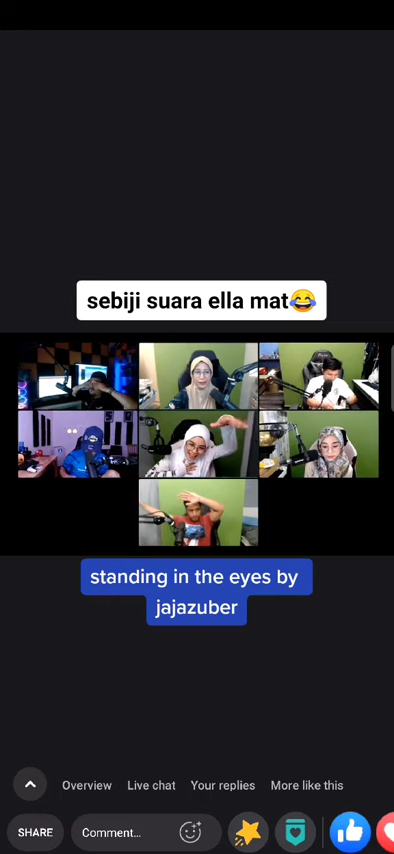 sebiji suara ella mat😂
standing in the eyes by
jajazuber
Overview Live chat Your replies More like this
SHARE Comment...